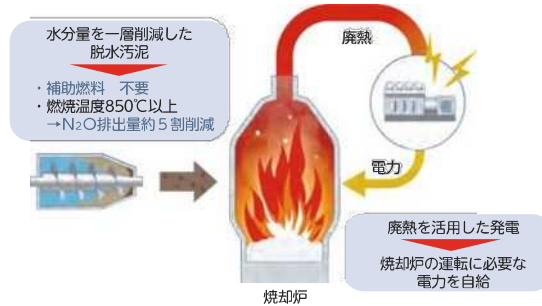 水分量を一層削減した
脱水汚泥
・補助燃料　不要
・燃焼温度850℃以上
→N₂O排出量約５割削減
廃熱
電力
廃熱を活用した発電
焼却炉の運転に必要な
電力を自給
焼却炉